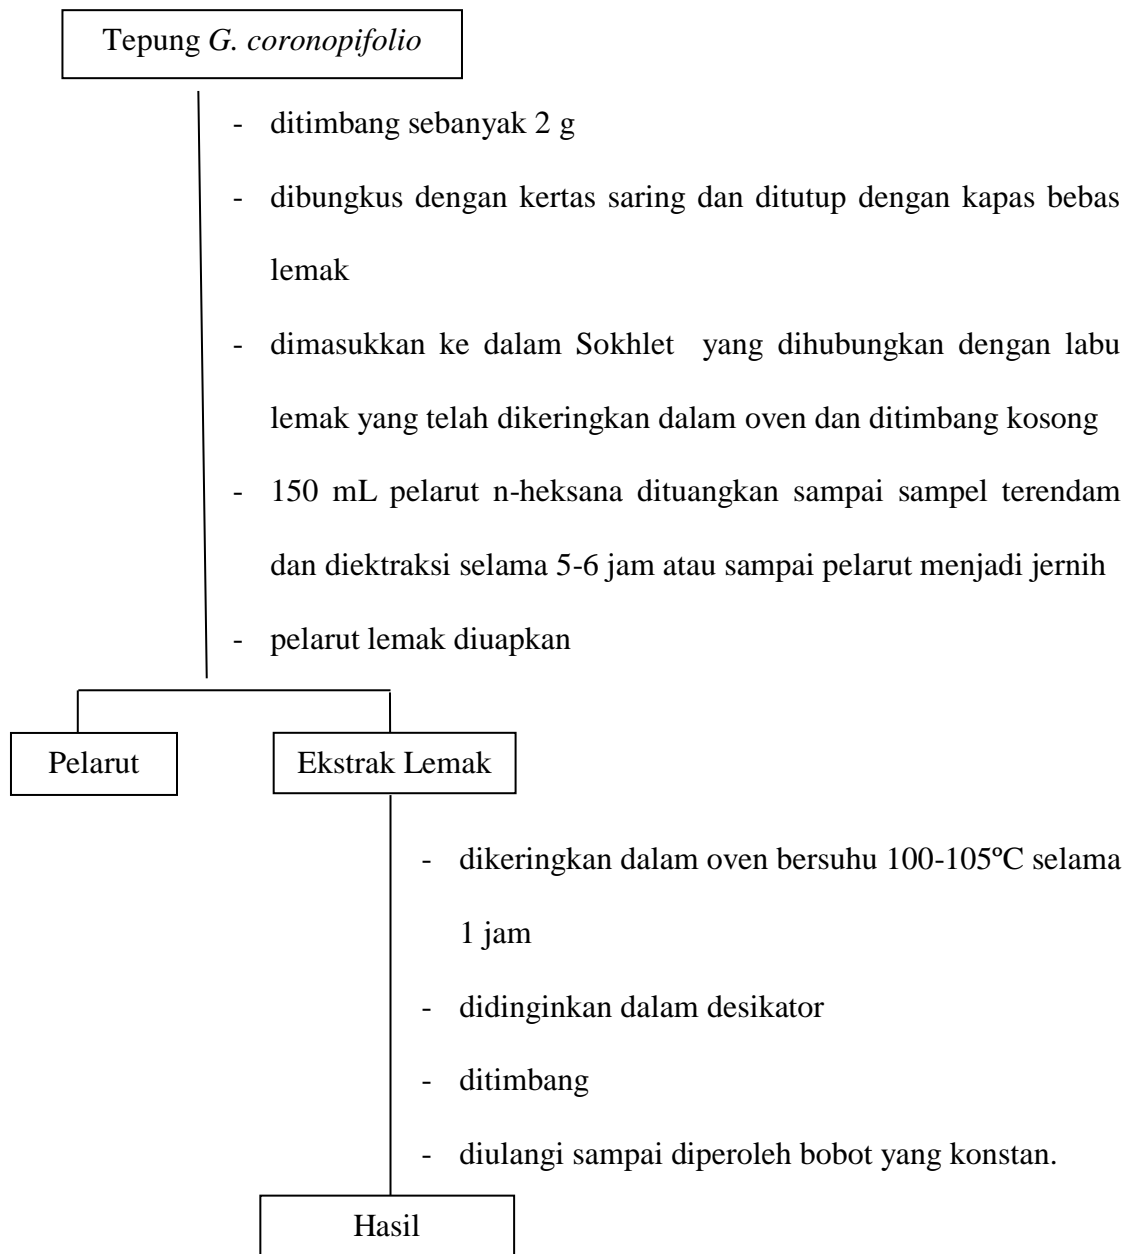 Tepung G. coronopifolio
- ditimbang sebanyak 2 g
- dibungkus dengan kertas saring dan ditutup dengan kapas bebas
lemak
- dimasukkan ke dalam Sokhlet yang dihubungkan dengan labu
lemak yang telah dikeringkan dalam oven dan ditimbang kosong
- 150 mL pelarut n-heksana dituangkan sampai sampel terendam
dan diektraksi selama 5-6 jam atau sampai pelarut menjadi jernih
- pelarut lemak diuapkan
Pelarut
Ekstrak Lemak
- dikeringkan dalam oven bersuhu 100-105ºC selama
1 jam
- didinginkan dalam desikator
- ditimbang
- diulangi sampai diperoleh bobot yang konstan.
Hasil